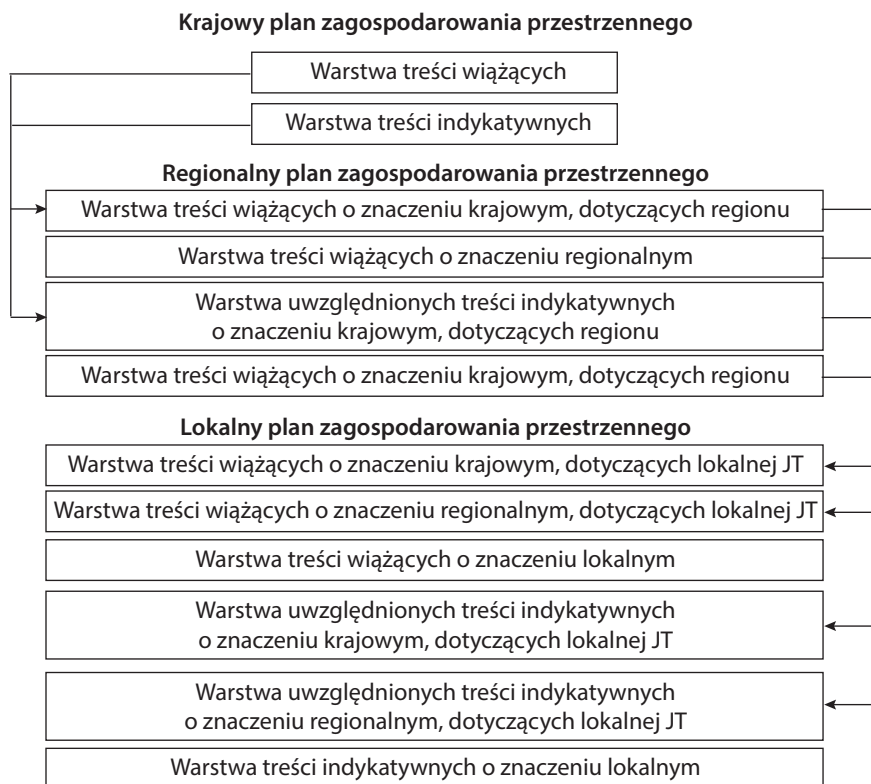 Krajowy plan zagospodarowania przestrzennego
Warstwa treści wiążących
Warstwa treści indykatywnych
Regionalny plan zagospodarowania przestrzennego
Warstwa treści wiążących o znaczeniu krajowym, dotyczących regionu
Warstwa treści wiążących o znaczeniu regionalnym
Warstwa uwzględnionych treści indykatywnych
o znaczeniu krajowym, dotyczących regionu
Warstwa treści wiążących o znaczeniu krajowym, dotyczących regionu
Lokalny plan zagospodarowania przestrzennego
Warstwa treści wiążących o znaczeniu krajowym, dotyczących lokalnej JT
Warstwa treści wiążących o znaczeniu regionalnym, dotyczących lokalnej JT
Warstwa treści wiążących o znaczeniu lokalnym
Warstwa uwzględnionych treści indykatywnych
o znaczeniu krajowym, dotyczących lokalnej JT
Warstwa uwzględnionych treści indykatywnych
o znaczeniu regionalnym, dotyczących lokalnej JT
Warstwa treści indykatywnych o znaczeniu lokalnym